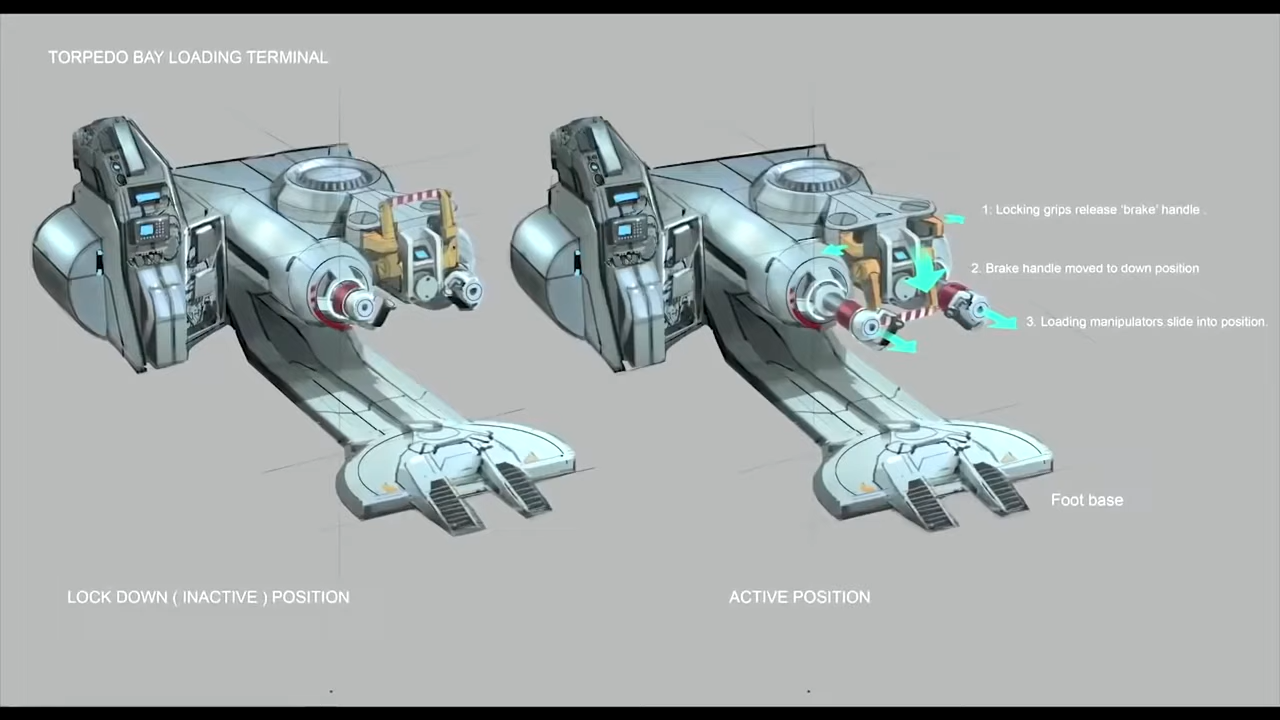 TORPEDO BAY LOADING TERMINAL
1: Locking grips release 'brake' handle .
2. Brake handle moved to down position
3. Loading manipulators slide into position.
Foot base
LOCK DOWN ( INACTIVE ) POSITION
ACTIVE POSITION